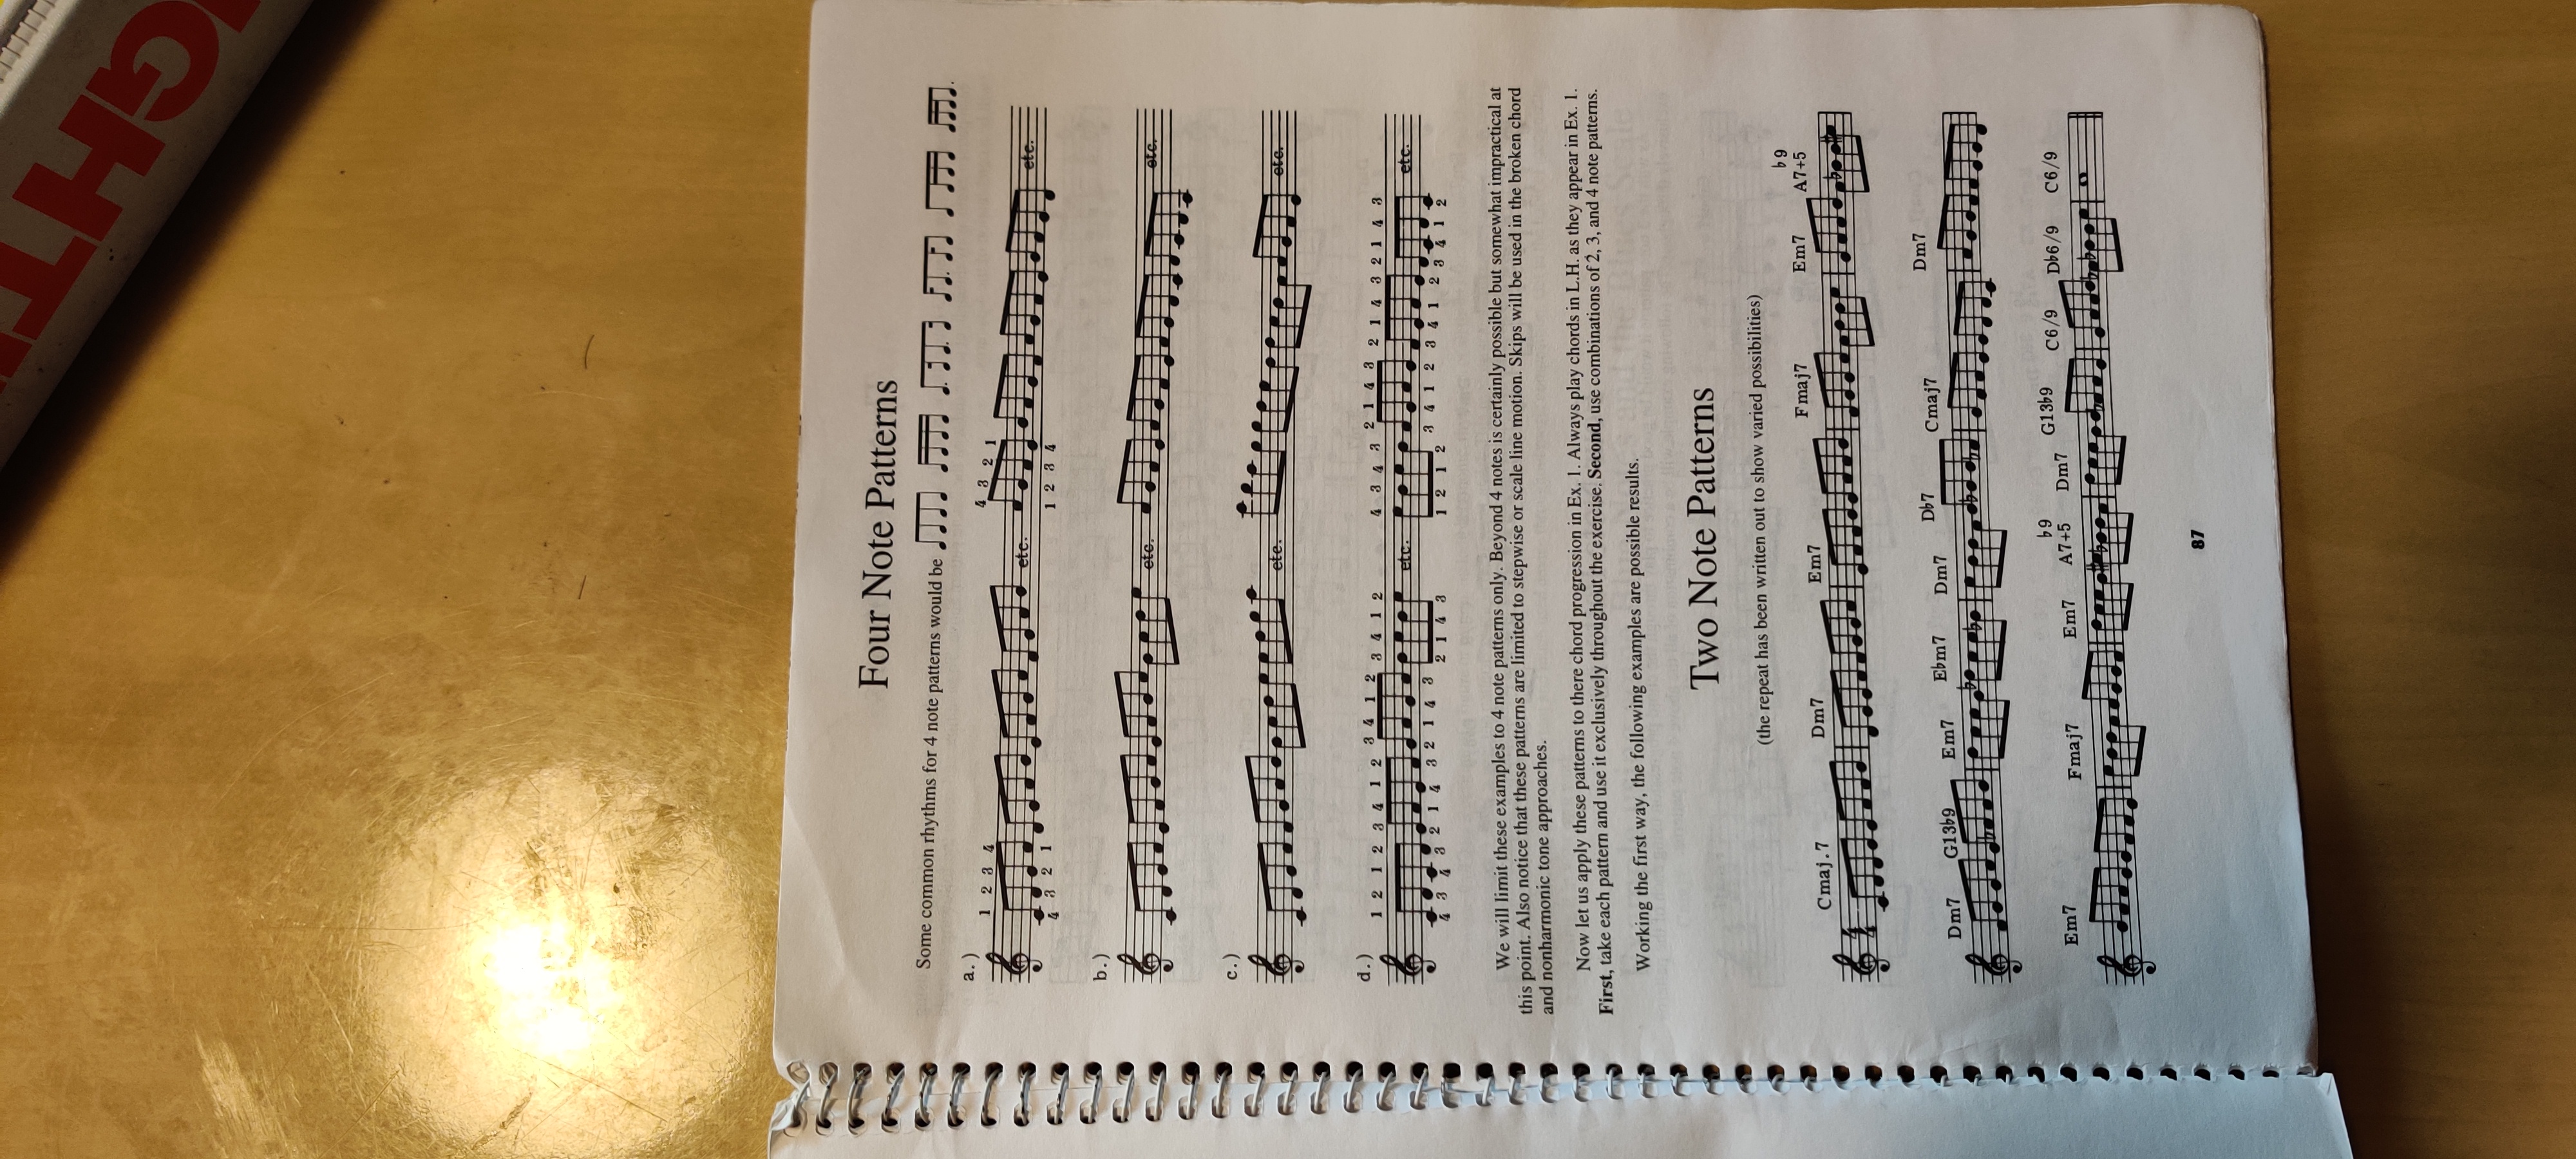 GHT
Four Note Patterns
Some common rhythms for 4 note patterns would be
a.)
1 2 3 4 4 3 2 1
etc. etc.
4 3 2 1 1 2 3 4
b.)
etc. etc.
c.)
etc. etc.
d.)
1 2 1 2 3 4 1 2 3 4 1 2 3 4 1 2 4 3 4 3 2 1 4 3 2 1 4 3 2 1 4 3
etc. etc.
4 3 4 3 2 1 4 3 2 1 4 3 2 1 4 3 1 2 1 2 3 4 1 2 3 4 1 2 3 4 1 2
We will limit these examples to 4 note patterns only. Beyond 4 notes is certainly possible but somewhat impractical at
this point. Also notice that these patterns are limited to stepwise or scale line motion. Skips will be used in the broken chord
and nonharmonic tone approaches.
Now let us apply these patterns to there chord progression in Ex. 1. Always play chords in L.H. as they appear in Ex. 1.
First, take each pattern and use it exclusively throughout the exercise. Second, use combinations of 2, 3, and 4 note patterns.
Working the first way, the following examples are possible results.
Two Note Patterns
(the repeat has been written out to show varied possibilities)
♭9
Cmaj.7 Dm7 Em7 Fmaj7 Em7 A7+5
4
4
Dm7 G13♭9 Em7 E♭m7 Dm7 D♭7 Cmaj7 Dm7
♭9
Em7 Fmaj7 Em7 A7+5 Dm7 G13♭9 C6/9 D♭6/9 C6/9
87